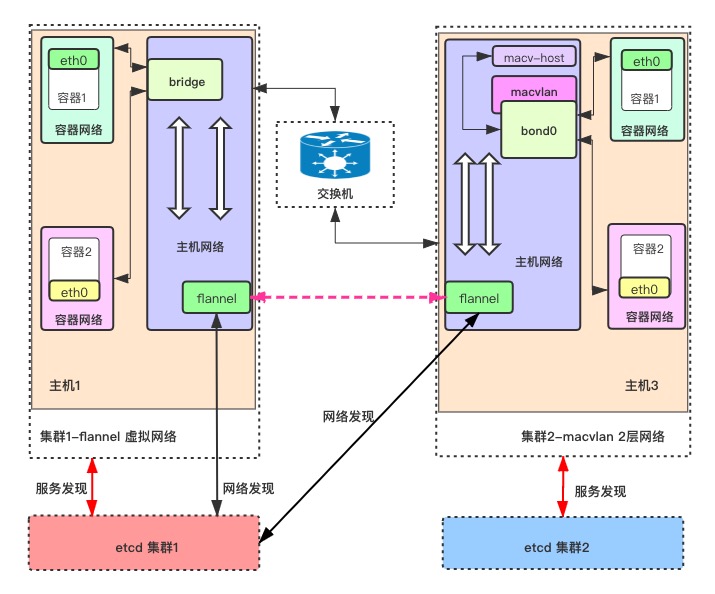 eth0
容器1
容器网络
bridge
主机网络
flannel
容器2
eth0
容器网络
主机1
集群1-flannel 虚拟网络
交换机
macv-host
macvlan
bond0
主机网络
flannel
eth0
容器1
容器网络
容器2
eth0
容器网络
主机3
集群2-macvlan 2层网络
网络发现
服务发现
网络发现
服务发现
etcd 集群1
etcd 集群2